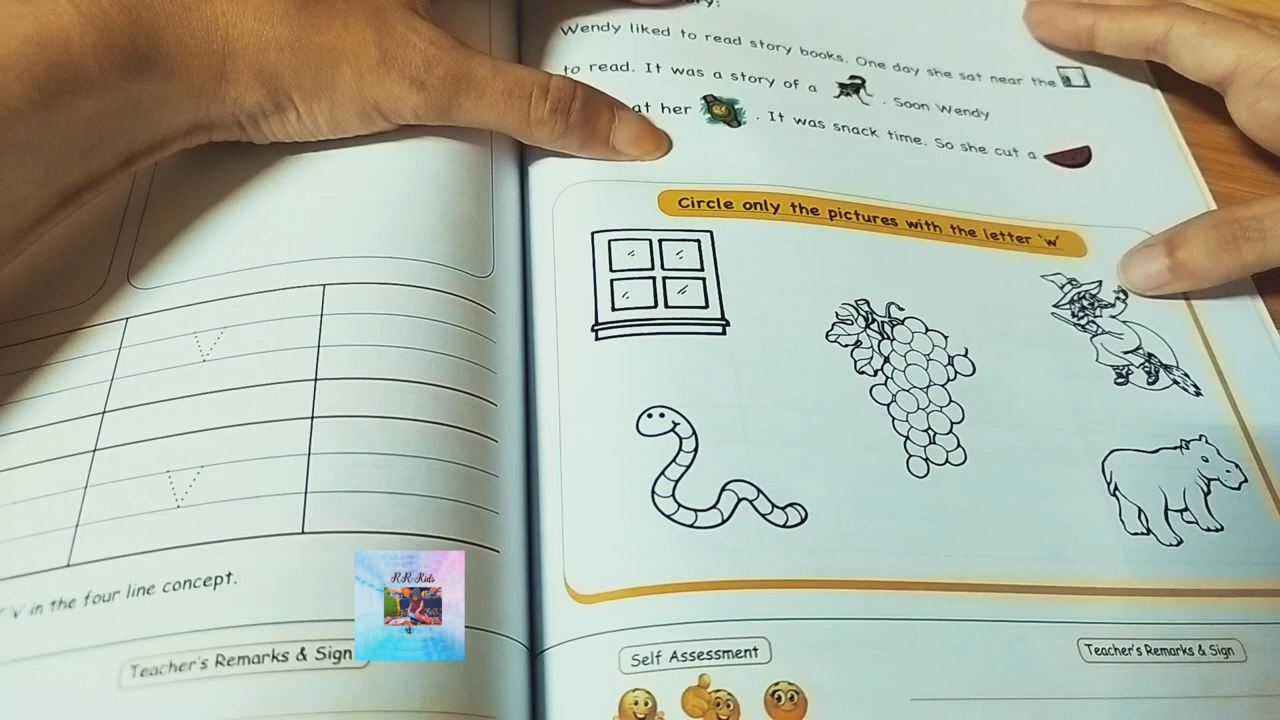 V
V
in the four line concept.
Teacher's Remarks & Sign
RR Kids
Wendy liked to read story books. One day she sat near the
to read. It was a story of a . Soon Wendy
at her . It was snack time. So she cut a
Circle only the pictures with the letter `w'
Self Assessment
Teacher's Remarks & Sign